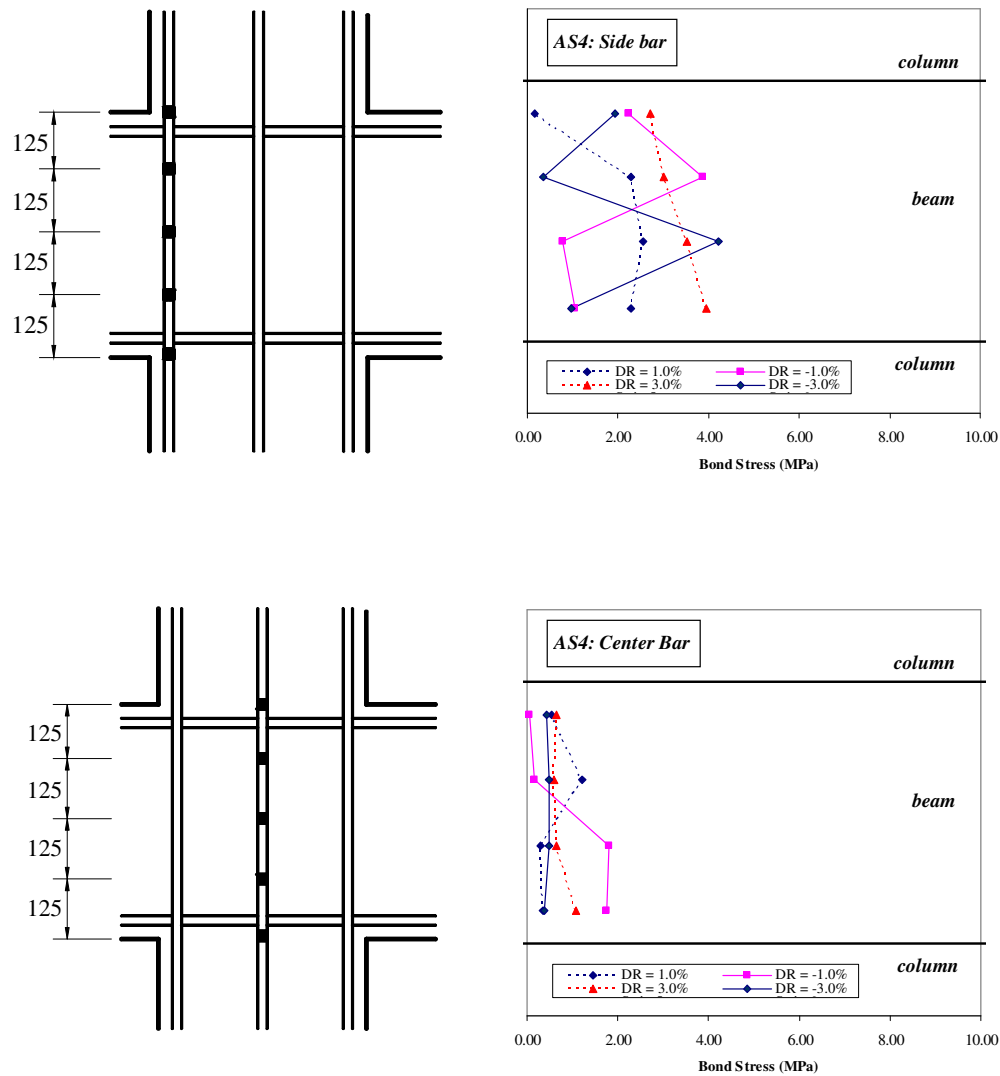 AS4: Side bar
column
125
125
beam
125
125
column
DR = 1.0% DR = -1.0%
DR = 3.0% DR = -3.0%
0.00 2.00 4.00 6.00 8.00 10.00
Bond Stress (MPa)
AS4: Center Bar
column
125
125
beam
125
125
column
DR = 1.0% DR = -1.0%
DR = 3.0% DR = -3.0%
0.00 2.00 4.00 6.00 8.00 10.00
Bond Stress (MPa)